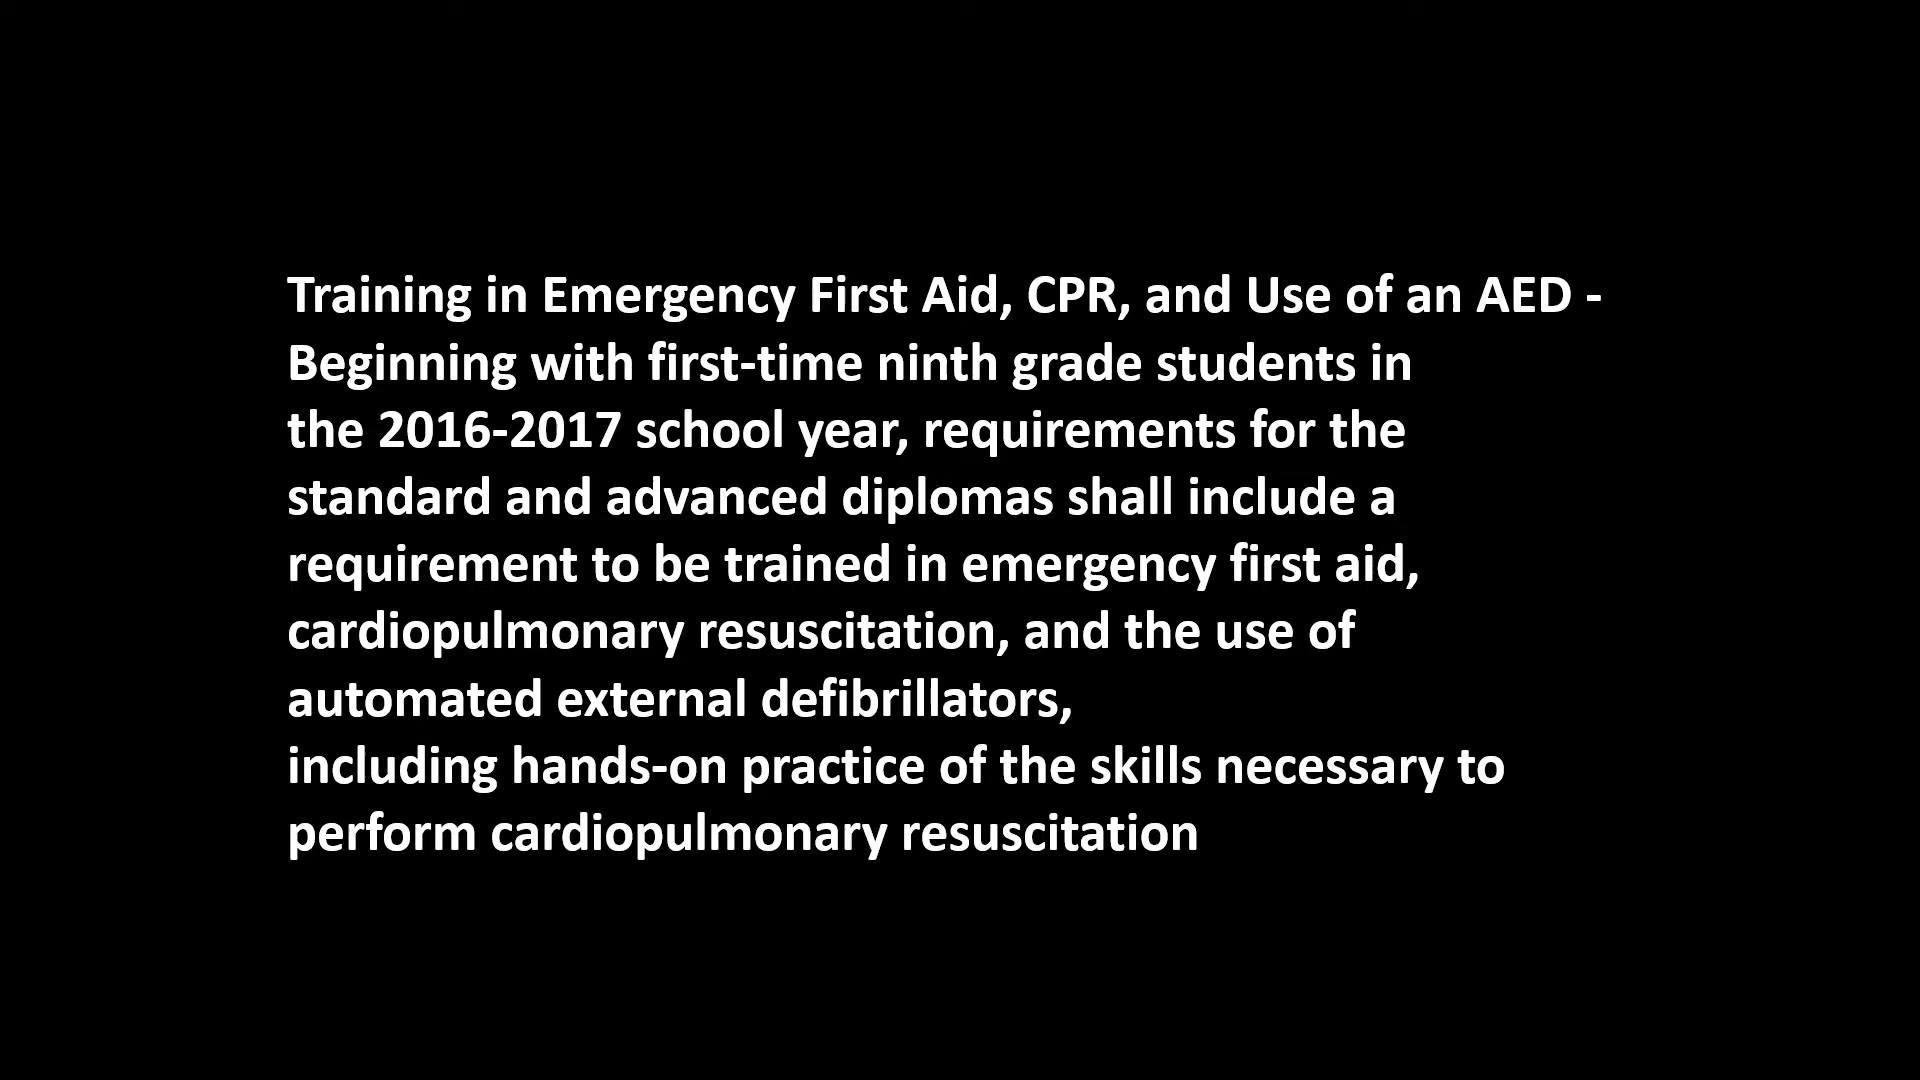 Training in Emergency First Aid, CPR, and Use of an AED -
Beginning with first-time ninth grade students in
the 2016-2017 school year, requirements for the
standard and advanced diplomas shall include a
requirement to be trained in emergency first aid,
cardiopulmonary resuscitation, and the use of
automated external defibrillators,
including hands-on practice of the skills necessary to
perform cardiopulmonary resuscitation